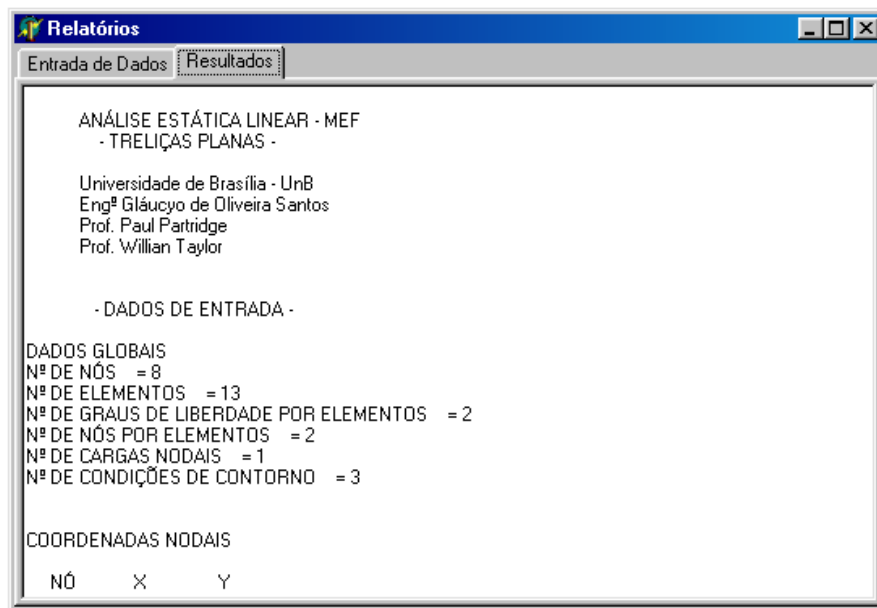 Relatórios
Entrada de Dados Resultados
ANÁLISE ESTÁTICA LINEAR - MEF
- TRELIÇAS PLANAS -
Universidade de Brasília - UnB
Engº Gláucyo de Oliveira Santos
Prof. Paul Partridge
Prof. Willian Taylor
- DADOS DE ENTRADA -
DADOS GLOBAIS
Nº DE NÓS = 8
Nº DE ELEMENTOS = 13
Nº DE GRAUS DE LIBERDADE POR ELEMENTOS = 2
Nº DE NÓS POR ELEMENTOS = 2
Nº DE CARGAS NODAIS = 1
Nº DE CONDIÇÕES DE CONTORNO = 3
COORDENADAS NODAIS
NÓ X Y